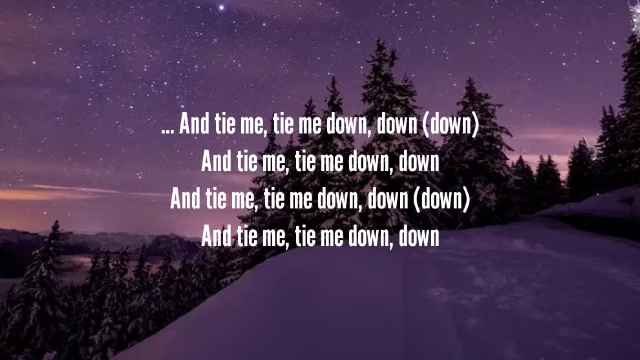 ... And tie me, tie me down, down (down)
And tie me, tie me down, down
And tie me, tie me down, down (down)
And tie me, tie me down, down